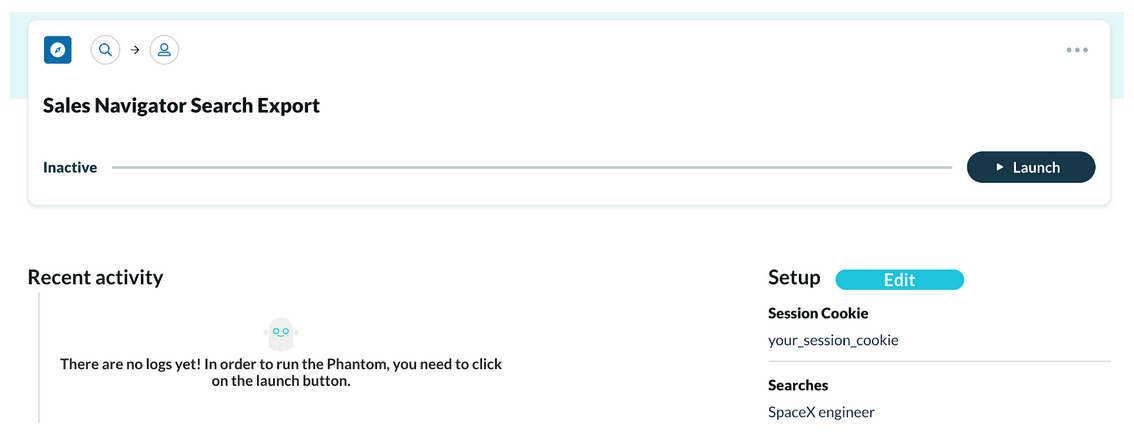 Sales Navigator Search Export
Inactive
Launch
Recent activity
There are no logs yet! In order to run the Phantom, you need to click
on the launch button.
Setup
Edit
Session Cookie
your_session_cookie
Searches
SpaceX engineer